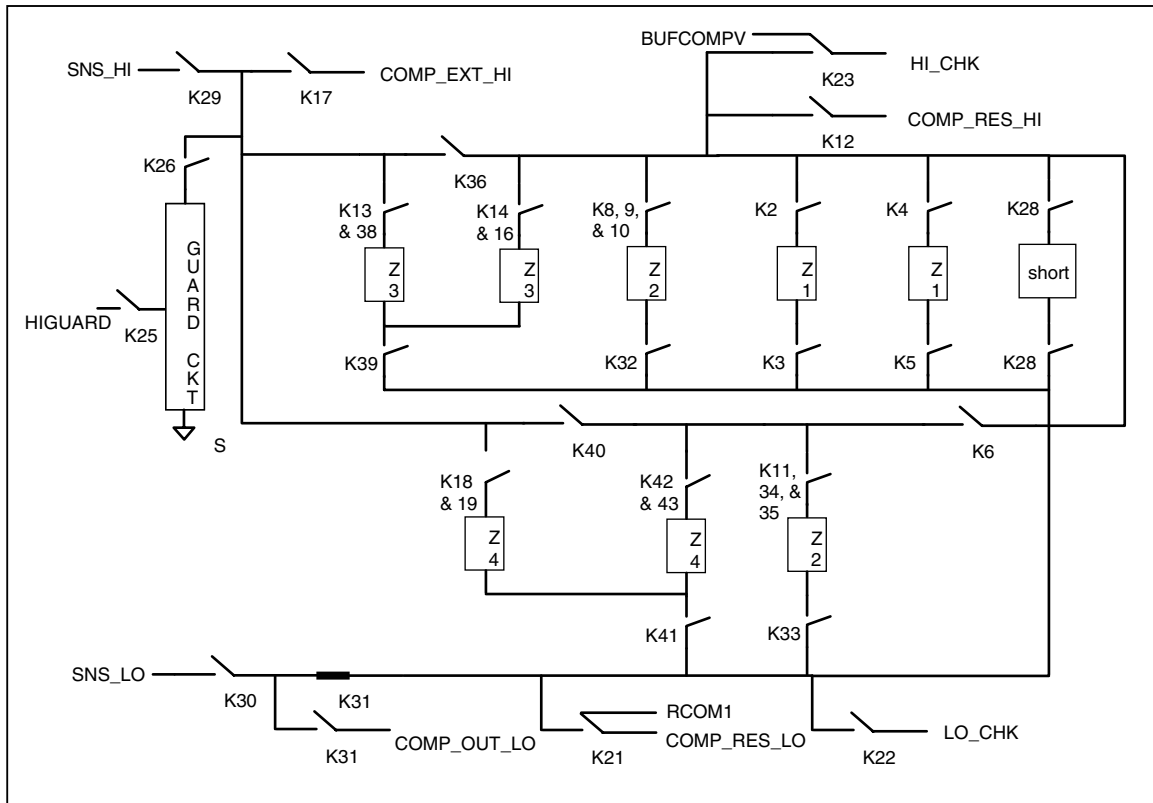 BUFCOMPV
SNS_HI
COMP_EXT_HI
HI_CHK
K29
K17
K23
COMP_RES_HI
K12
K26
K36
K13
& 38
K14
& 16
K8, 9,
& 10
K2
K4
K28
GUARD CKT
Z
3
Z
3
Z
2
Z
1
Z
1
short
HIGUARD
K25
K39
K32
K3
K5
K28
S
K40
K6
K18
& 19
K42
& 43
K11,
34, &
35
Z
4
Z
4
Z
2
K41
K33
SNS_LO
K30
K31
RCOM1
COMP_OUT_LO
COMP_RES_LO
LO_CHK
K31
K21
K22